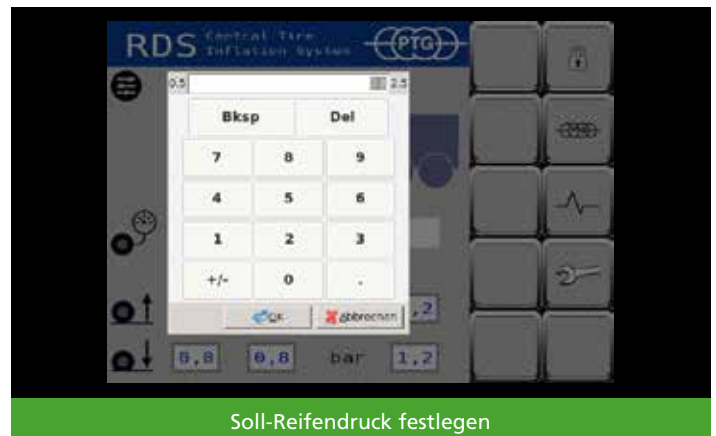 RDS Central Tire
Inflation System
PTG
0.5 2.5
Bksp Del
7 8 9
4 5 6
1 2 3
+/- 0 .
OK Abbrechen
,2
0,8 0,8 bar 1,2
Soll-Reifendruck festlegen